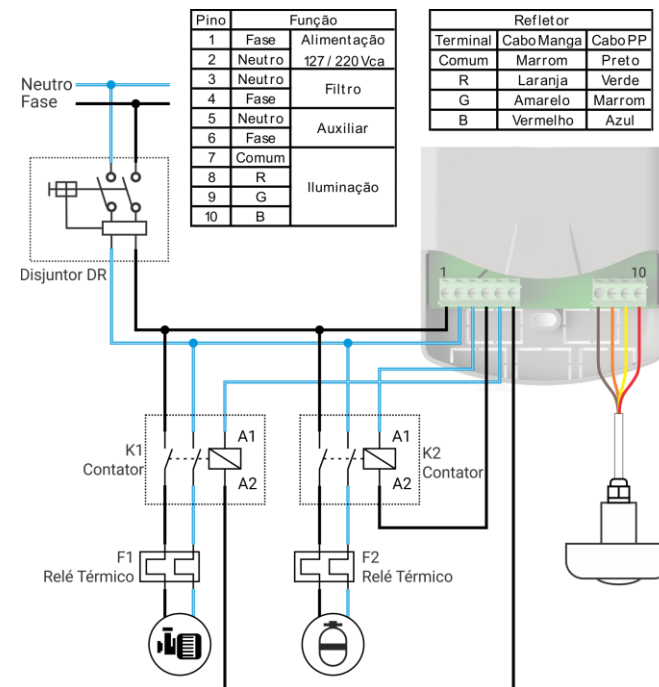 Pino Função
1 Fase Alimentação
2 Neutro 127 / 220 Vca
3 Neutro Filtro
4 Fase
5 Neutro Auxiliar
6 Fase
7 Comum Iluminação
8 R
9 G
10 B
Refletor
Terminal Cabo Manga Cabo PP
Comum Marrom Preto
R Laranja Verde
G Amarelo Marrom
B Vermelho Azul
Neutro
Fase
Disjuntor DR
1 10
K1
Contator
A1
A2
A1
A2
K2
Contator
F1
Relé Térmico
F2
Relé Térmico